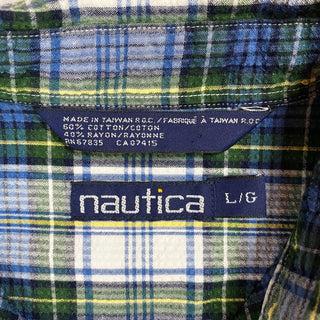 MADE IN TAIWAN R.O.C./FABRIQUÉ À TAIWAN R.O.C
60% COTTON/COTON
40% RAYON/RAYONNE
RN67835 CA07415
nautica
L/G